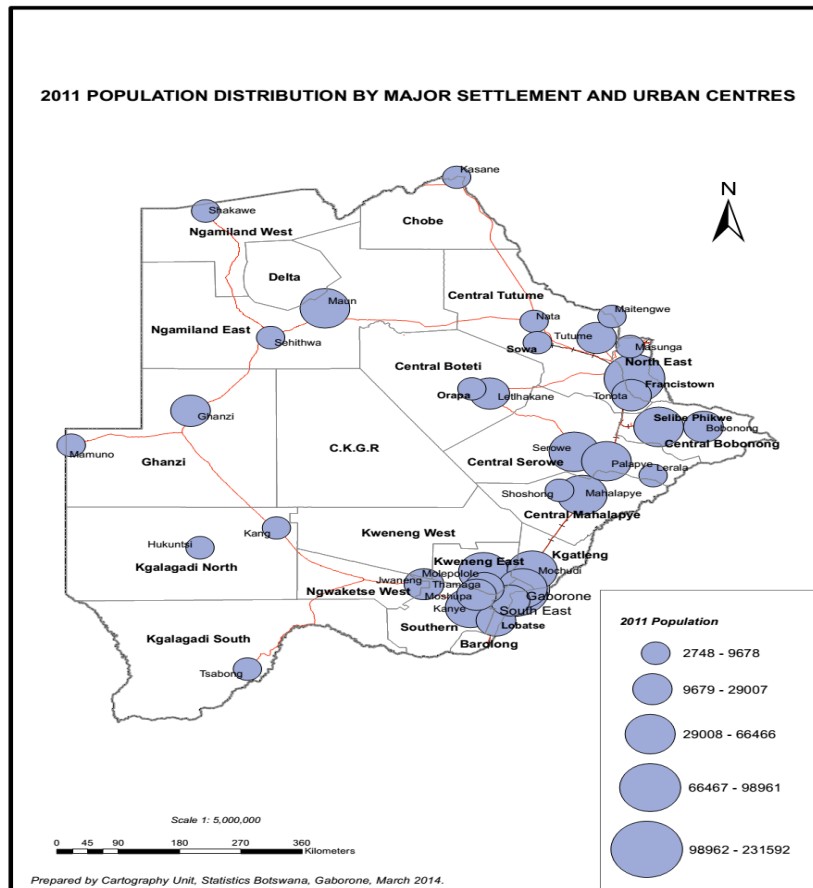 2011 POPULATION DISTRIBUTION BY MAJOR SETTLEMENT AND URBAN CENTRES
N
Kasane
Shakawe
Chobe
Ngamiland West
Delta
Central Tutume
Maun
Maitengwe
Nata
Ngamiland East
Tutume
Sehithwa
Sowa
Masunga
Central Boteti
North East
Francistown
Orapa
Letlhakane
Tonota
Ghanzi
Selibe Phikwe
Bobonong
Central Bobonong
Mamuno
Serowe
C.K.G.R
Ghanzi
Central Serowe
Palapye
Lerala
Shoshong
Mahalapye
Central Mahalapye
Kang
Kweneng West
Hukuntsi
Kgatleng
Kgalagadi North
Kweneng East
Mochudi
Molepolole
Jwaneng
Thamaga
Ngwaketse West
Moshupa
Gaborone
Kanye
South East
Southern
Lobatse
Kgalagadi South
Barolong
Tsabong
2011 Population
2748 - 9678
9679 - 29007
29008 - 66466
66467 - 98961
98962 - 231592
Scale 1: 5,000,000
0 45 90 180 270 360
Kilometers
Prepared by Cartography Unit, Statistics Botswana, Gaborone, March 2014.